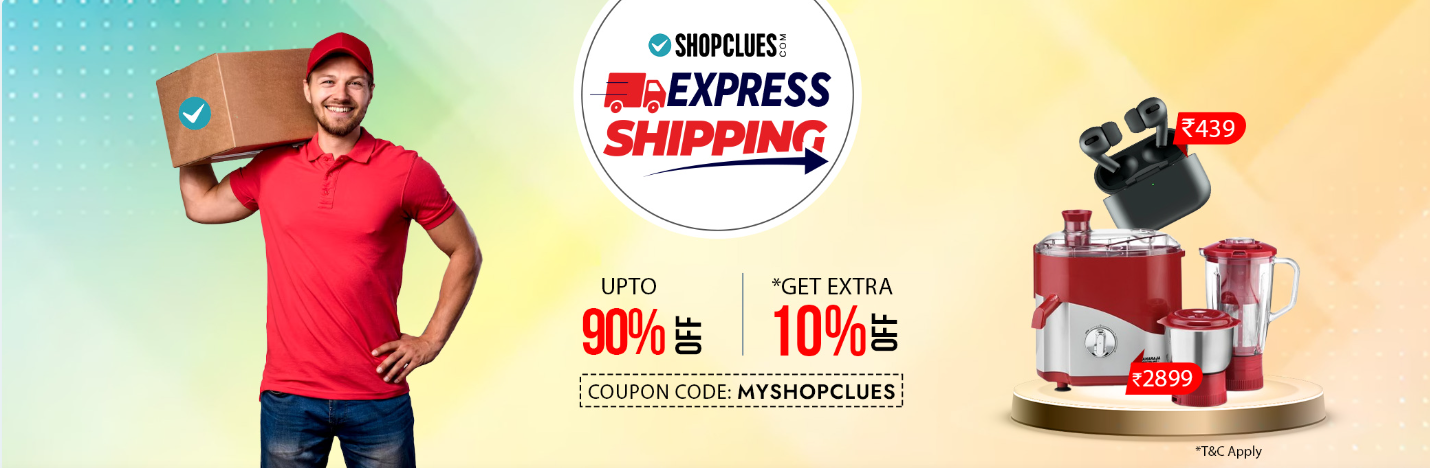 SHOPCLUES.COM
EXPRESS
SHIPPING
UPTO
90% OFF
*GET EXTRA
10% OFF
COUPON CODE: MYSHOPCLUES
₹439
₹2899
*T&C Apply